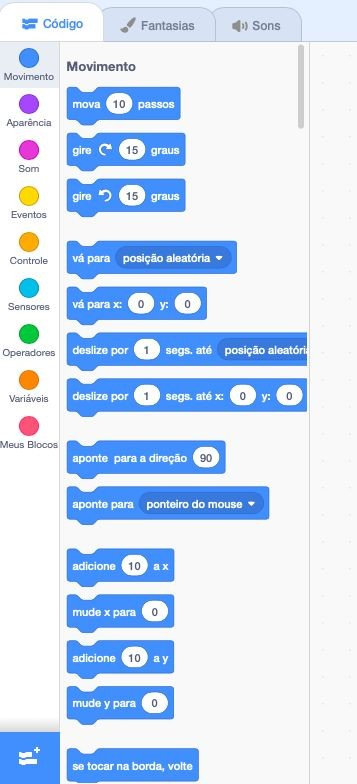 Código
Fantasias
Sons
Movimento
Aparência
Som
Eventos
Controle
Sensores
Operadores
Variáveis
Meus Blocos
Movimento
mova 10 passos
gire 15 graus
gire 15 graus
vá para posição aleatória
vá para x: 0 y: 0
deslize por 1 segs. até posição aleatória
deslize por 1 segs. até x: 0 y: 0
aponte para a direção 90
aponte para ponteiro do mouse
adicione 10 a x
mude x para 0
adicione 10 a y
mude y para 0
se tocar na borda, volte